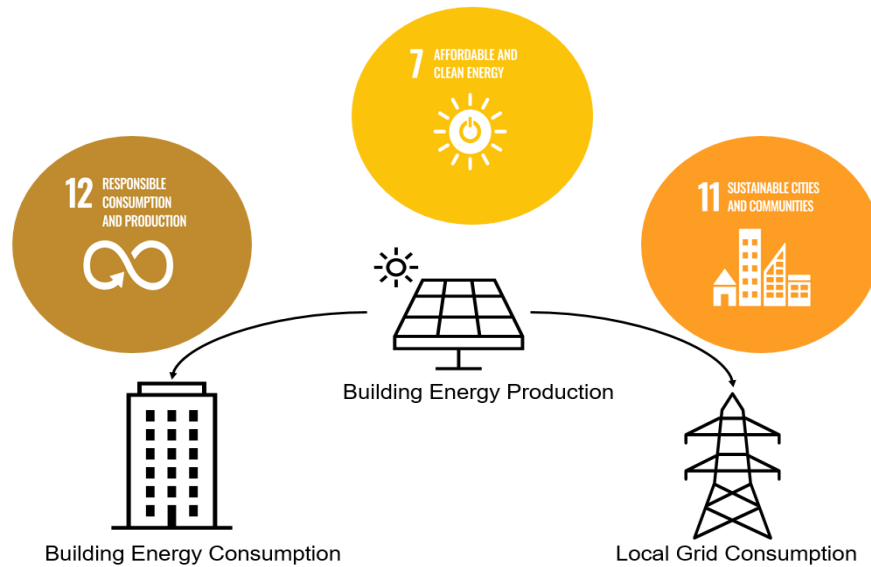 7 AFFORDABLE AND
CLEAN ENERGY
12 RESPONSIBLE
CONSUMPTION
AND PRODUCTION
11 SUSTAINABLE CITIES
AND COMMUNITIES
Building Energy Production
Building Energy Consumption
Local Grid Consumption